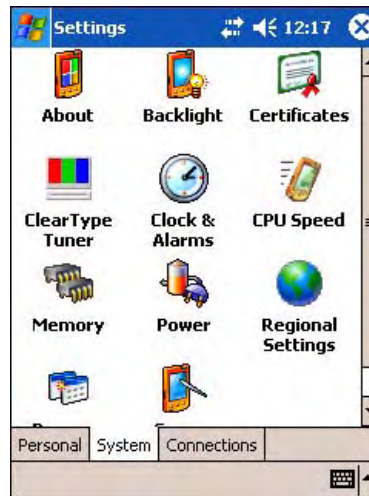 Settings 12:17
About Backlight Certificates
ClearType Tuner Clock & Alarms CPU Speed
Memory Power Regional Settings
Personal System Connections